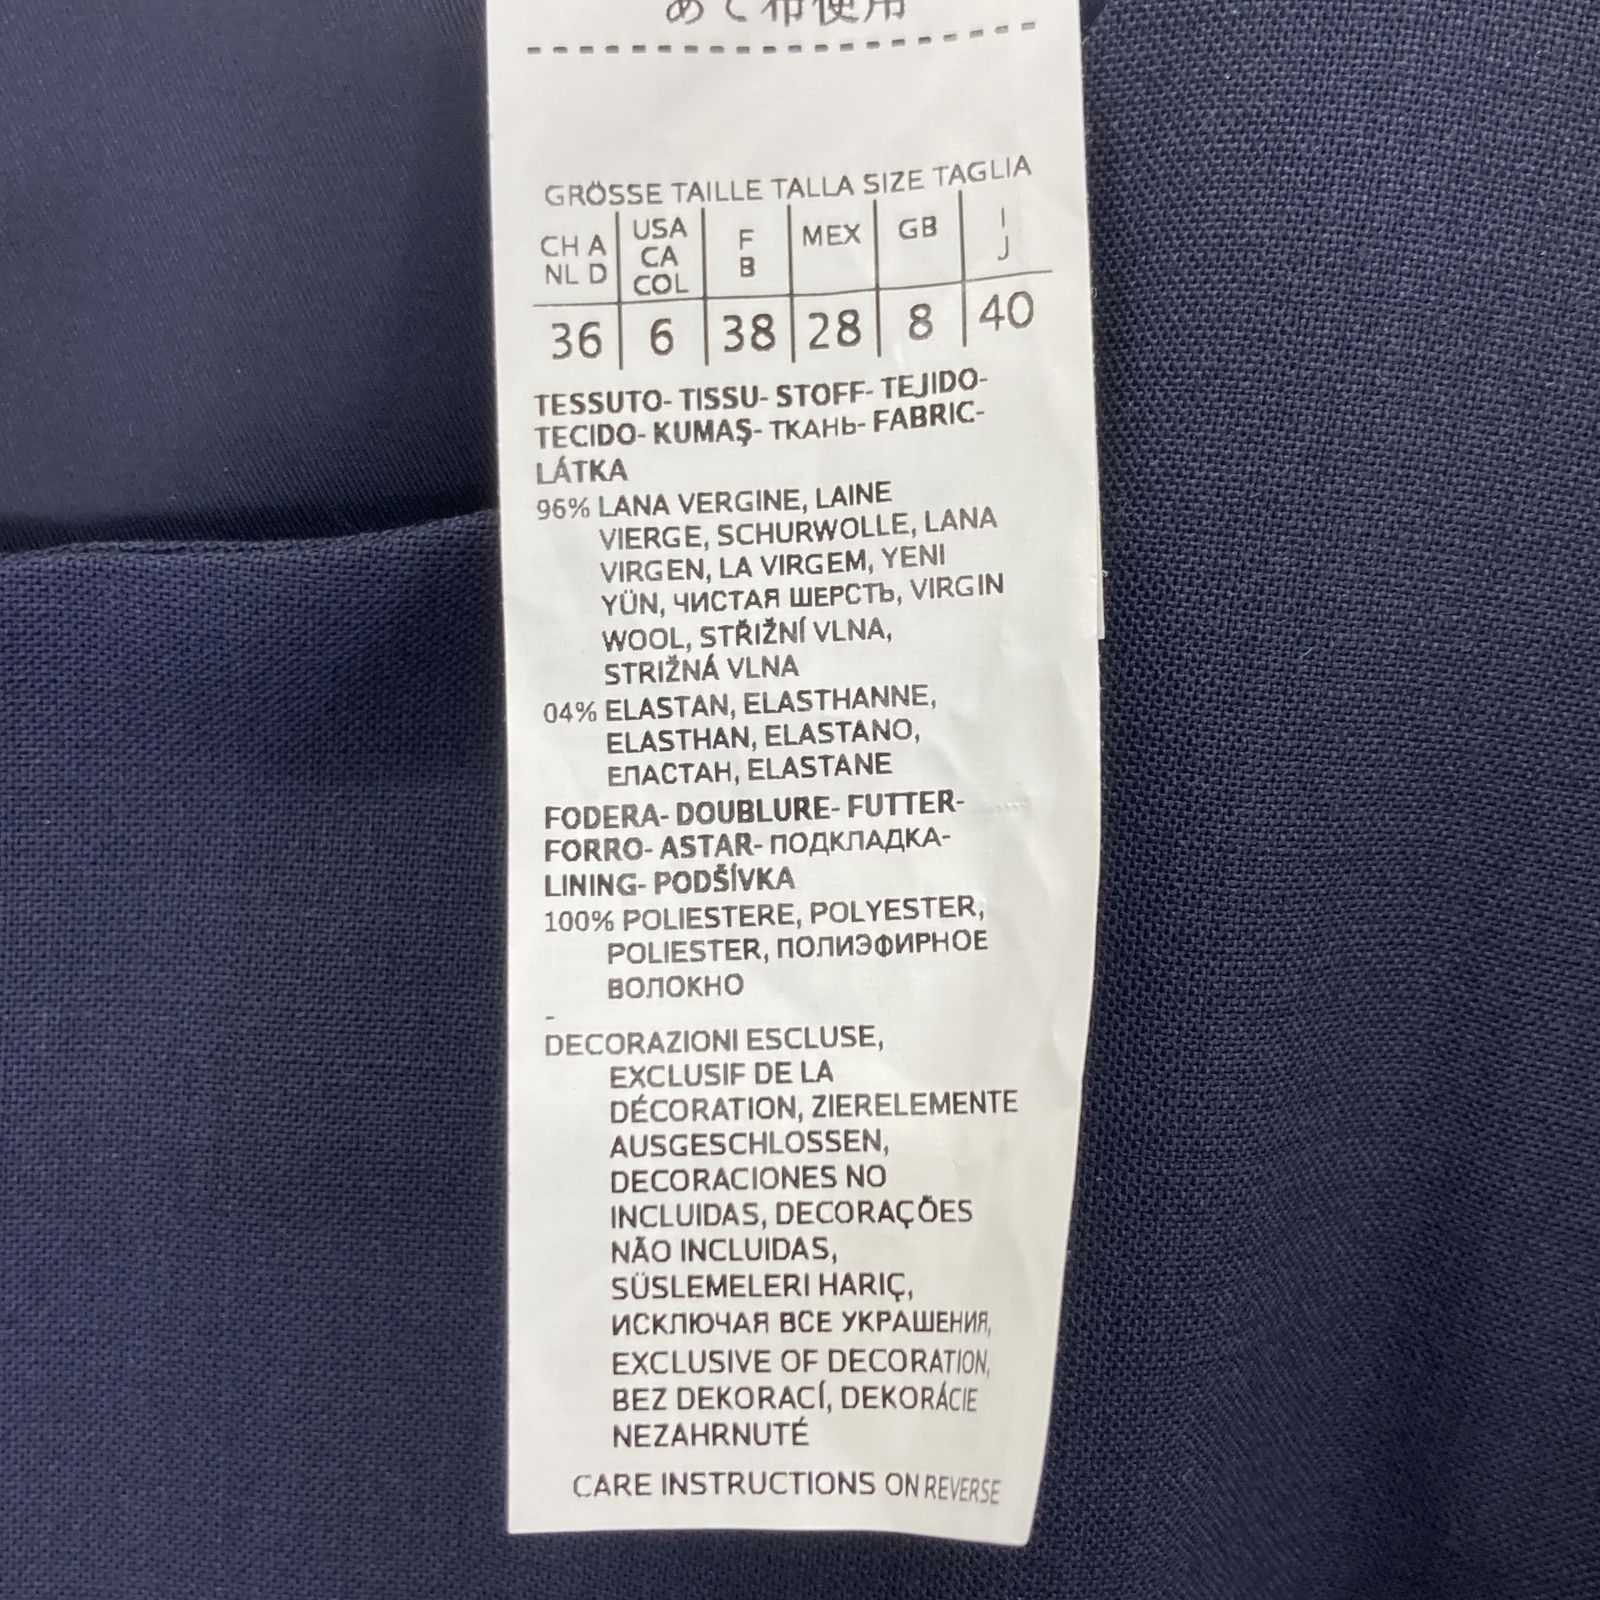 あて布使用
GRÖSSE TAILLE TALLA SIZE TAGLIA
CH A NL D | USA CA COL | F B | MEX | GB | I J
36 | 6 | 38 | 28 | 8 | 40
TESSUTO- TISSU- STOFF- TEJIDO-
TECIDO- KUMAŞ- ТКАНЬ- FABRIC-
LÁTKA
96% LANA VERGINE, LAINE
VIERGE, SCHURWOLLE, LANA
VIRGEN, LA VIRGEM, YENI
YÜN, ЧИСТАЯ ШЕРСТЬ, VIRGIN
WOOL, STŘIŽNÍ VLNA,
STRIŽNÁ VLNA
04% ELASTAN, ELASTHANNE,
ELASTHAN, ELASTANO,
ЕПАСТАН, ELASTANE
FODERA- DOUBLURE- FUTTER-
FORRO- ASTAR- ПОДКЛАДКА-
LINING- PODŠÍVKA
100% POLIESTERE, POLYESTER,
POLIESTER, ПОЛИЭФИРНОЕ
ВОЛОКНО
-
DECORAZIONI ESCLUSE,
EXCLUSIF DE LA
DÉCORATION, ZIERELEMENTE
AUSGESCHLOSSEN,
DECORACIONES NO
INCLUIDAS, DECORAÇÕES
NÃO INCLUIDAS,
SÜSLEMELERI HARIÇ,
ИСКЛЮЧАЯ ВСЕ УКРАШЕНИЯ,
EXCLUSIVE OF DECORATION,
BEZ DEKORACÍ, DEKORÁCIE
NEZAHRNUTÉ
CARE INSTRUCTIONS ON REVERSE